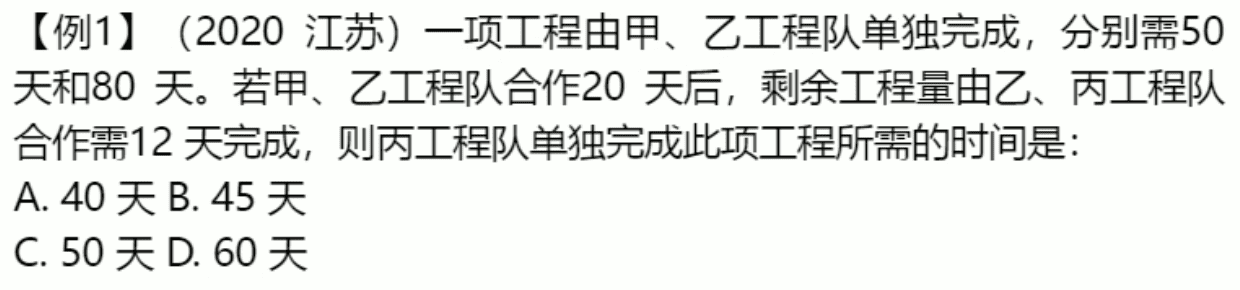 【例1】（2020 江苏）一项工程由甲、乙工程队单独完成，分别需50
天和80 天。若甲、乙工程队合作20 天后，剩余工程量由乙、丙工程队
合作需12 天完成，则丙工程队单独完成此项工程所需的时间是：
A. 40 天 B. 45 天
C. 50 天 D. 60 天